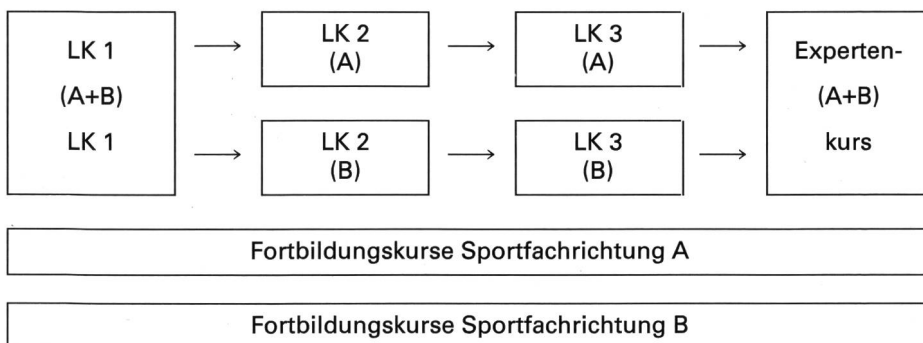 LK 1
(A+B)
LK 1
LK 2
(A)
LK 3
(A)
Experten-
(A+B)
kurs
LK 2
(B)
LK 3
(B)
Fortbildungskurse Sportfachrichtung A
Fortbildungskurse Sportfachrichtung B